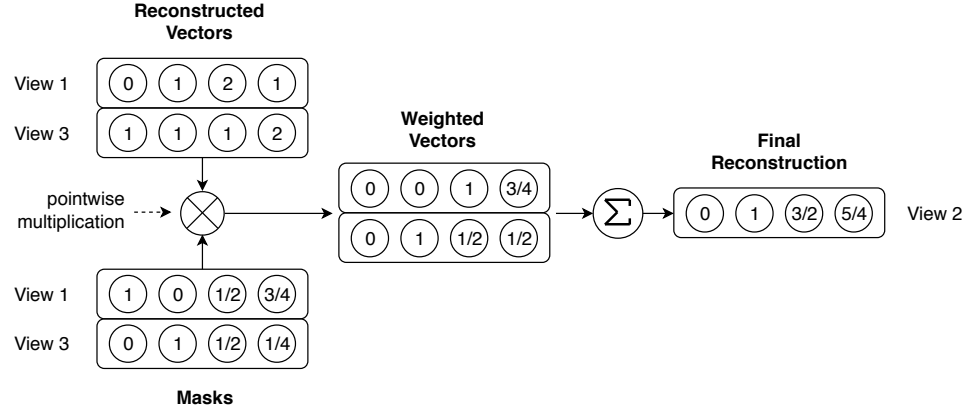 Reconstructed
Vectors
View 1 0 1 2 1
View 3 1 1 1 2
Weighted
Vectors
0 0 1 3/4
0 1 1/2 1/2
Final
Reconstruction
0 1 3/2 5/4 View 2
pointwise
multiplication
Σ
View 1 1 0 1/2 3/4
View 3 0 1 1/2 1/4
Masks